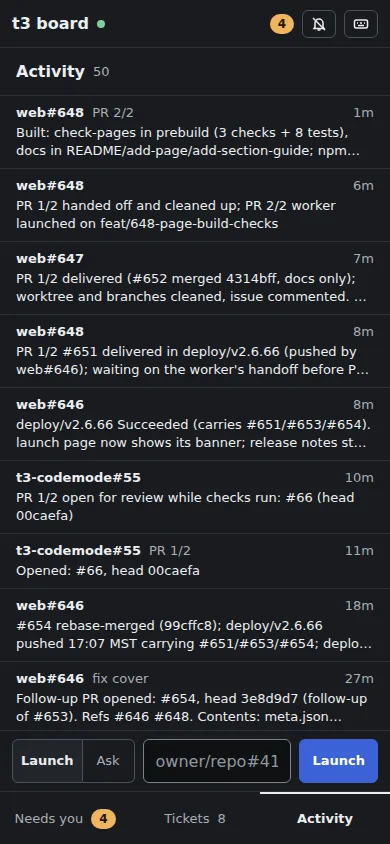 t3 board 4
Activity 50
web#648 PR 2/2 1m
Built: check-pages in prebuild (3 checks + 8 tests),
docs in README/add-page/add-section-guide; npm…
web#648 6m
PR 1/2 handed off and cleaned up; PR 2/2 worker
launched on feat/648-page-build-checks
web#647 7m
PR 1/2 delivered (#652 merged 4314bff, docs only);
worktree and branches cleaned, issue commented. …
web#648 8m
PR 1/2 #651 delivered in deploy/v2.6.66 (pushed by
web#646); waiting on the worker's handoff before P…
web#646 8m
deploy/v2.6.66 Succeeded (carries #651/#653/#654).
launch page now shows its banner; release notes st…
t3-codemode#55 10m
PR 1/2 open for review while checks run: #66 (head
00caefa)
t3-codemode#55 PR 1/2 11m
Opened: #66, head 00caefa
web#646 18m
#654 rebase-merged (99cffc8); deploy/v2.6.66
pushed 17:07 MST carrying #651/#653/#654; deplo…
web#646 fix cover 27m
Follow-up PR opened: #654, head 3e8d9d7 (follow-up
of #653). Refs #646 #648. Contents: meta.json…
Launch Ask owner/repo#41 Launch
Needs you 4 Tickets 8 Activity